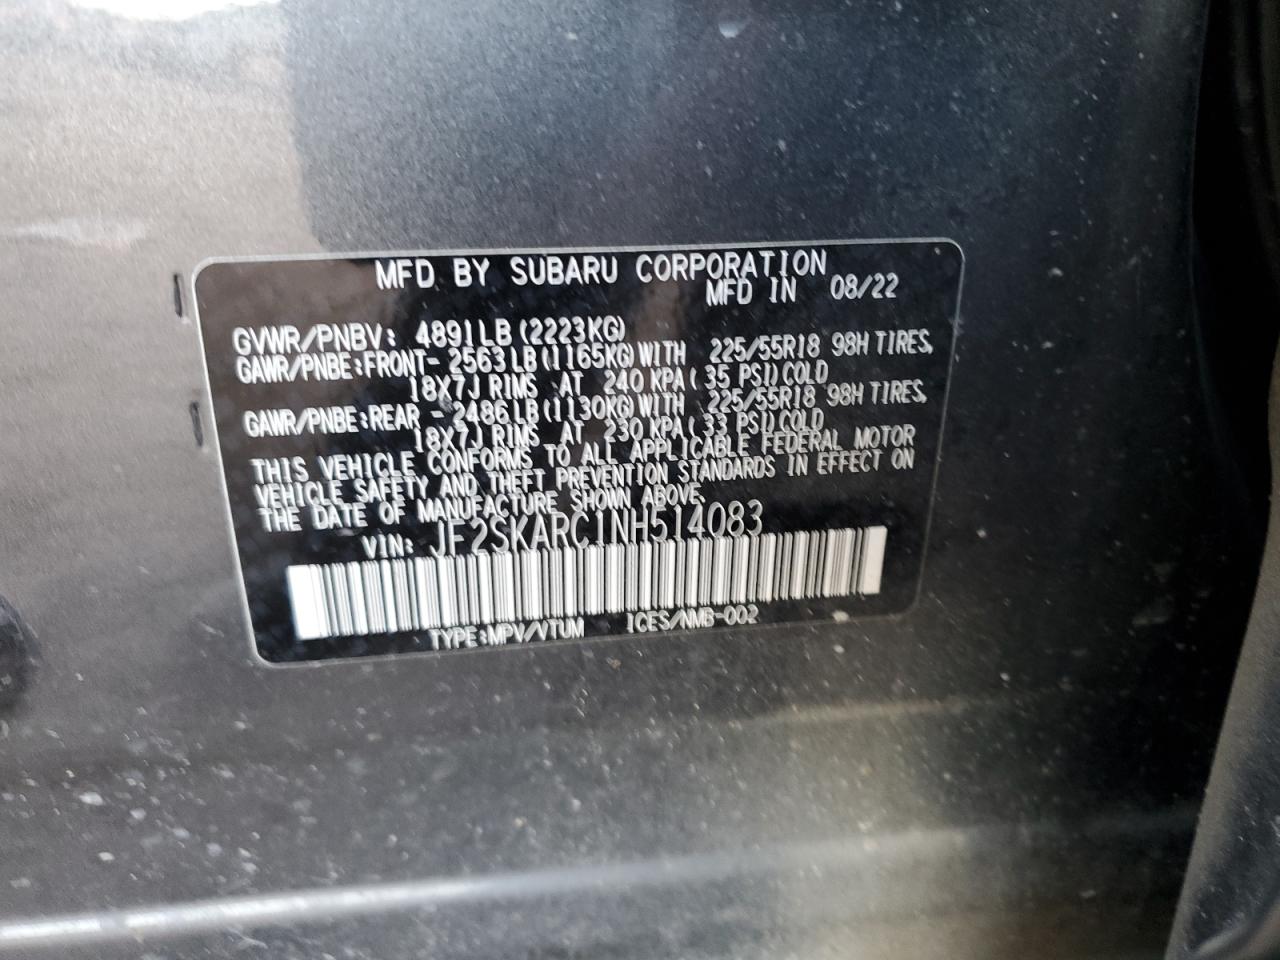 MFD BY SUBARU CORPORATION
MFD IN 08/22
GVWR/PNBV: 4891LB (2223KG)
GAWR/PNBE:FRONT- 2563LB(1165KG)WITH 225/55R18 98H TIRES,
18X7J RIMS AT 240 KPA( 35 PSI)COLD
GAWR/PNBE:REAR - 2486LB(1130KG)WITH 225/55R18 98H TIRES,
18X7J RIMS AT 230 KPA( 33 PSI)COLD
THIS VEHICLE CONFORMS TO ALL APPLICABLE FEDERAL MOTOR
VEHICLE SAFETY AND THEFT PREVENTION STANDARDS IN EFFECT ON
THE DATE OF MANUFACTURE SHOWN ABOVE.
VIN: JF2SKARC1NH514083
TYPE:MPV/VTUM ICES/NMB-002